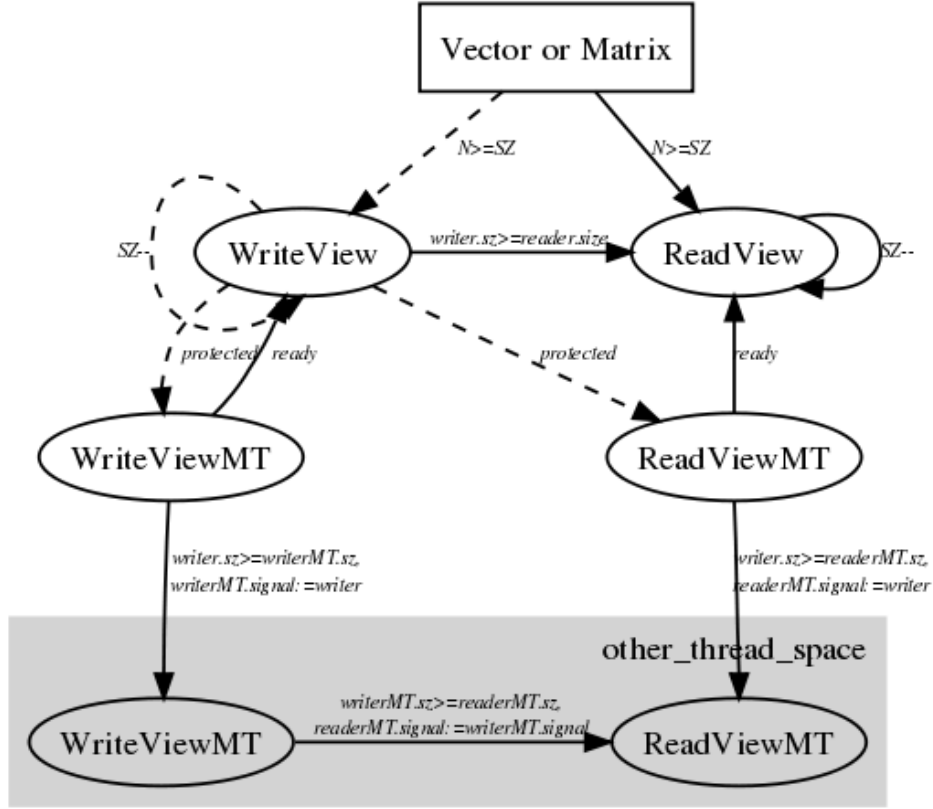 Vector or Matrix
N>=SZ
N>=SZ
SZ--
WriteView
writer.sz>=reader.size
ReadView
SZ--
protected
ready
protected
ready
WriteViewMT
ReadViewMT
writer.sz>=writerMT.sz,
writerMT.signal:=writer
writer.sz>=readerMT.sz,
readerMT.signal:=writer
other_thread_space
WriteViewMT
writerMT.sz>=readerMT.sz,
readerMT.signal:=writerMT.signal
ReadViewMT